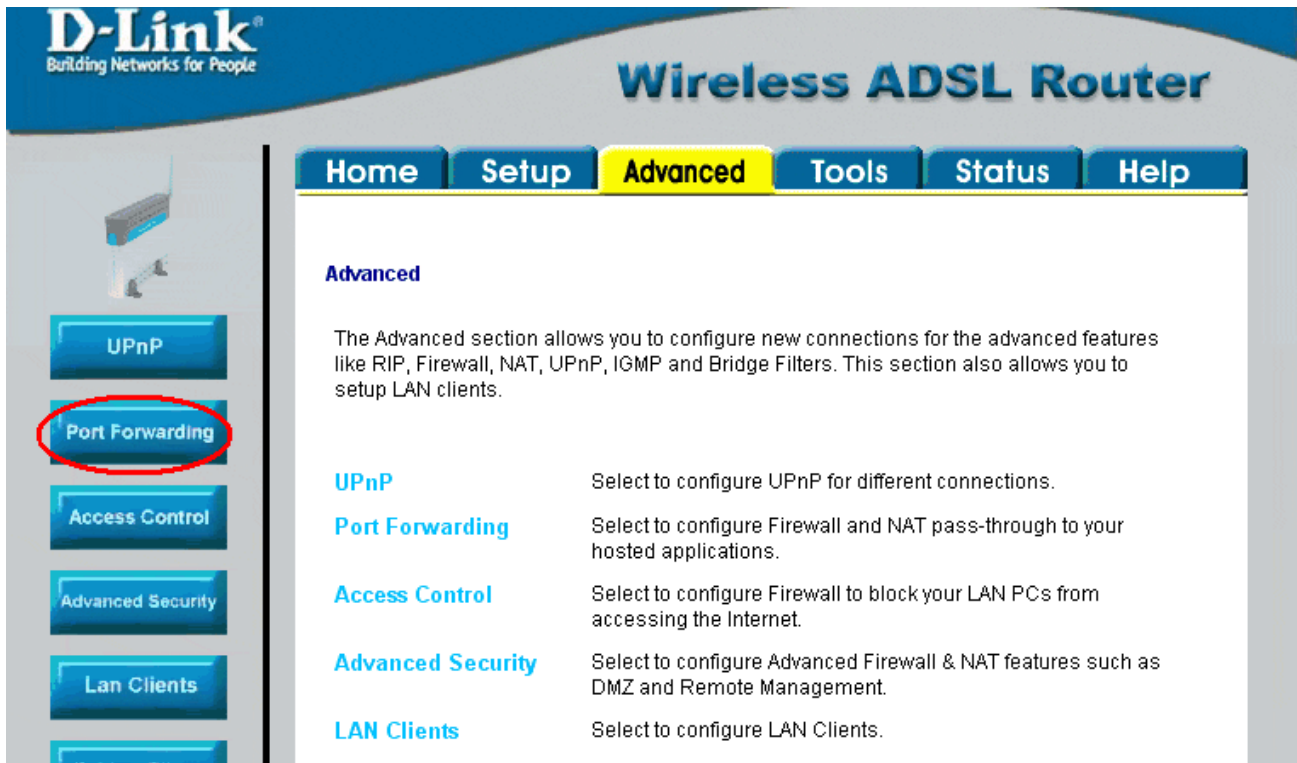 D-Link®
Building Networks for People
Wireless ADSL Router
Home Setup Advanced Tools Status Help
UPnP
Port Forwarding
Access Control
Advanced Security
Lan Clients
Advanced
The Advanced section allows you to configure new connections for the advanced features
like RIP, Firewall, NAT, UPnP, IGMP and Bridge Filters. This section also allows you to
setup LAN clients.
UPnP Select to configure UPnP for different connections.
Port Forwarding Select to configure Firewall and NAT pass-through to your
hosted applications.
Access Control Select to configure Firewall to block your LAN PCs from
accessing the Internet.
Advanced Security Select to configure Advanced Firewall & NAT features such as
DMZ and Remote Management.
LAN Clients Select to configure LAN Clients.